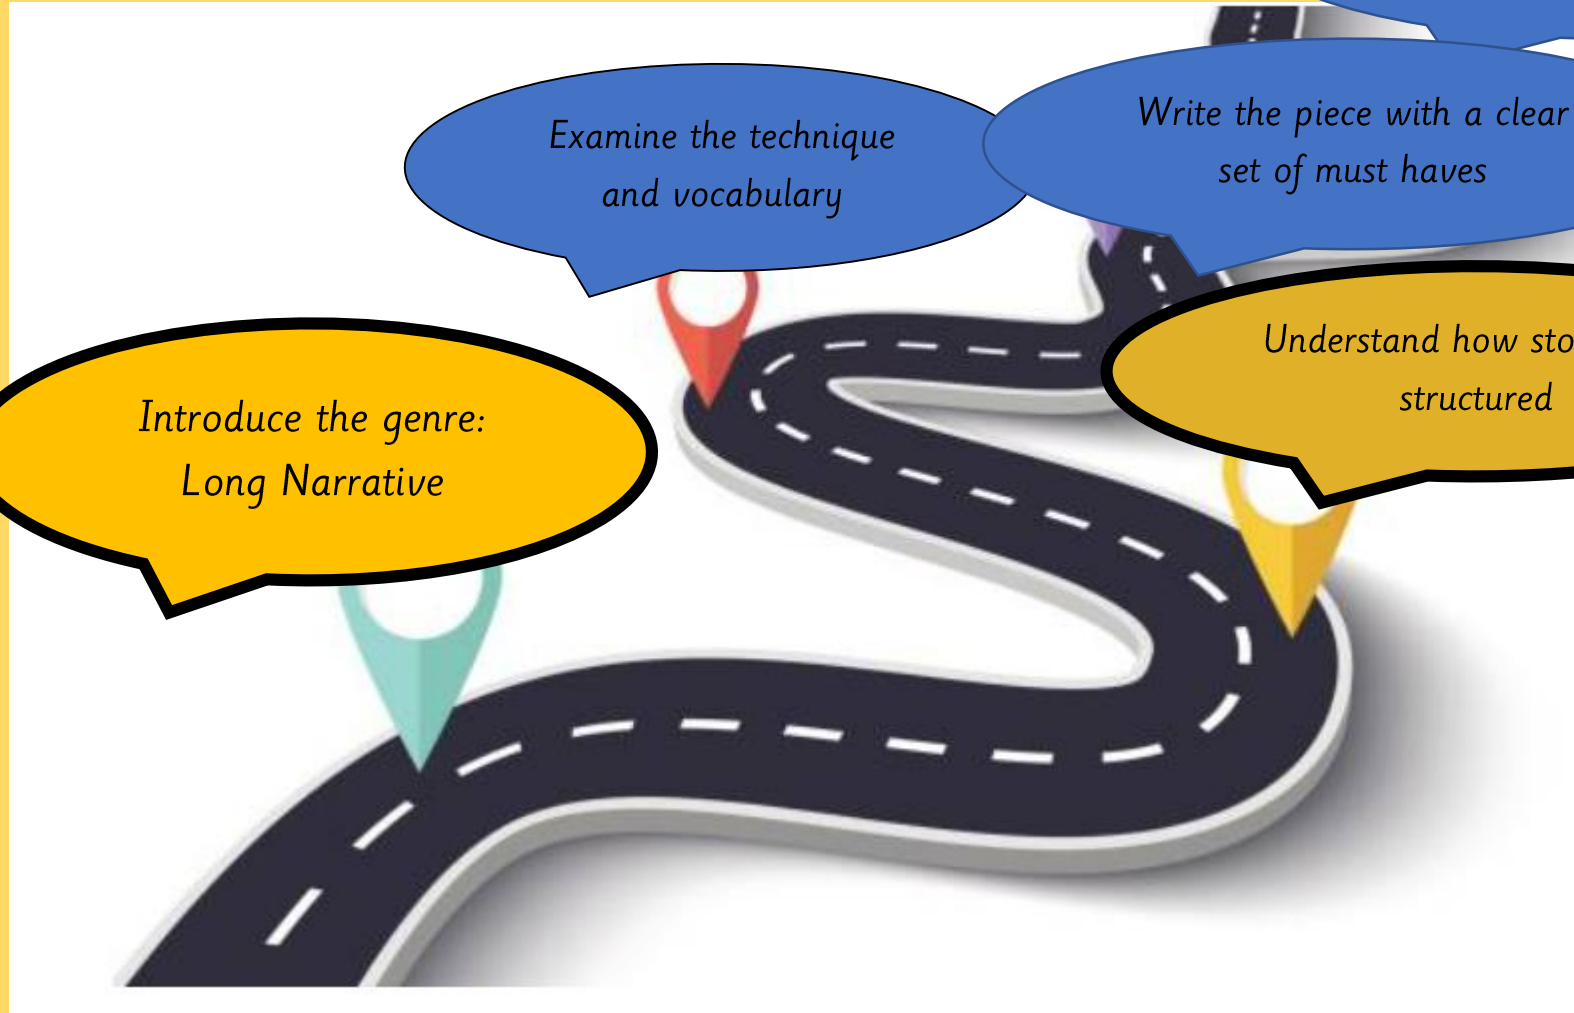 Examine the technique
and vocabulary
Write the piece with a clear
set of must haves
Introduce the genre:
Long Narrative
Understand how
structured